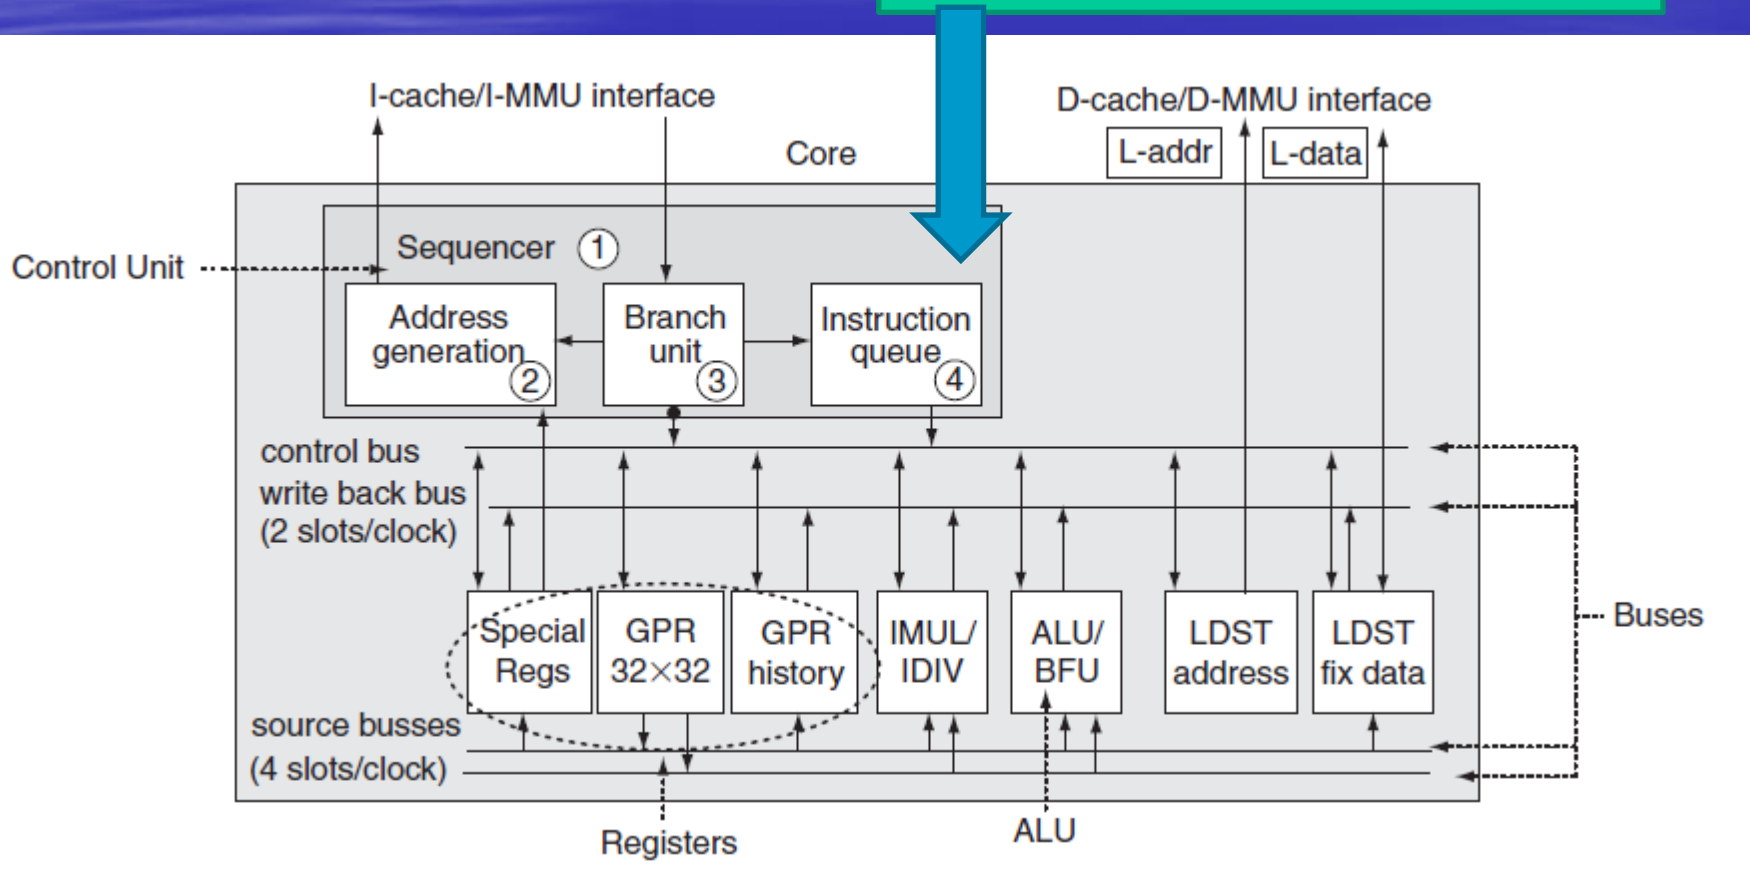 I-cache/I-MMU interface
D-cache/D-MMU interface
L-addr
L-data
Core
Control Unit
Sequencer 1
Address
generation
2
Branch
unit
3
Instruction
queue
4
control bus
write back bus
(2 slots/clock)
Special
Regs
GPR
32×32
GPR
history
IMUL/
IDIV
ALU/
BFU
LDST
address
LDST
fix data
Buses
source busses
(4 slots/clock)
Registers
ALU